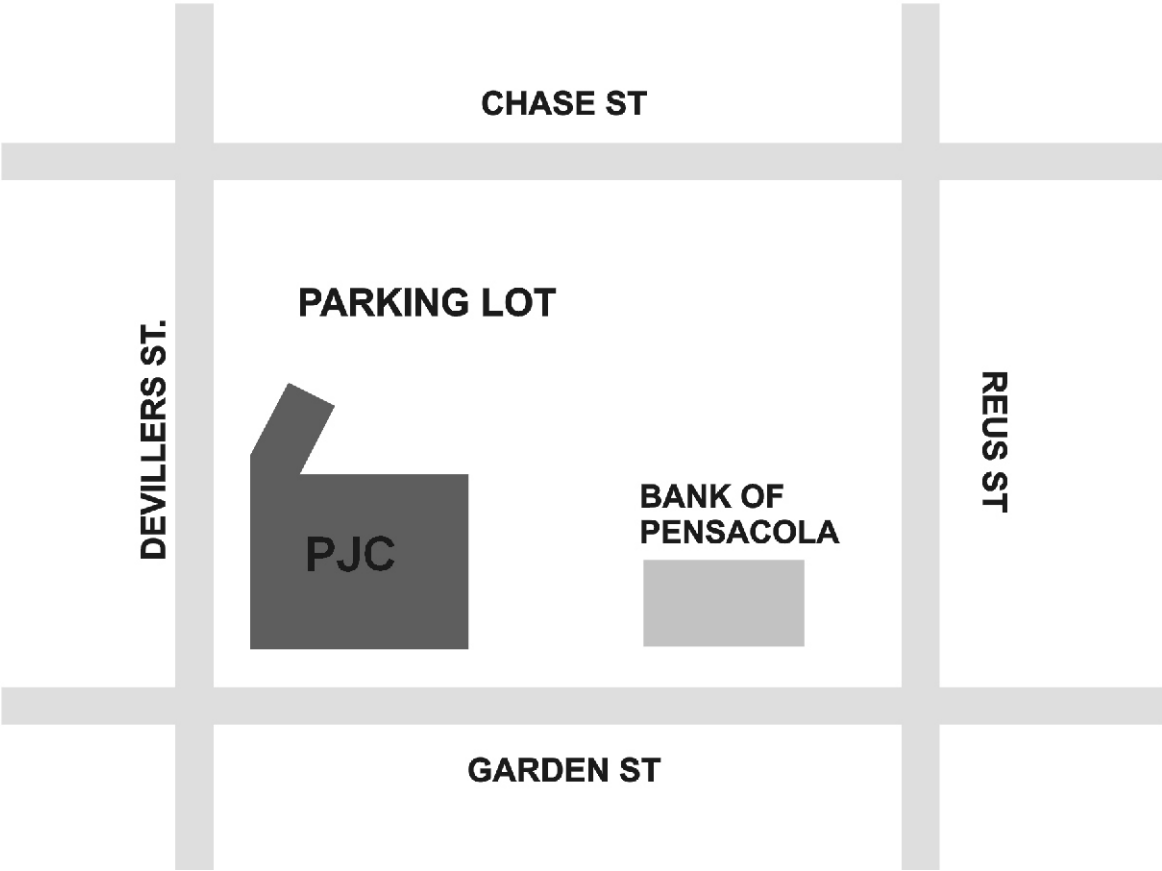 CHASE ST
PARKING LOT
DEVILLERS ST.
REUS ST
BANK OF
PENSACOLA
PJC
GARDEN ST